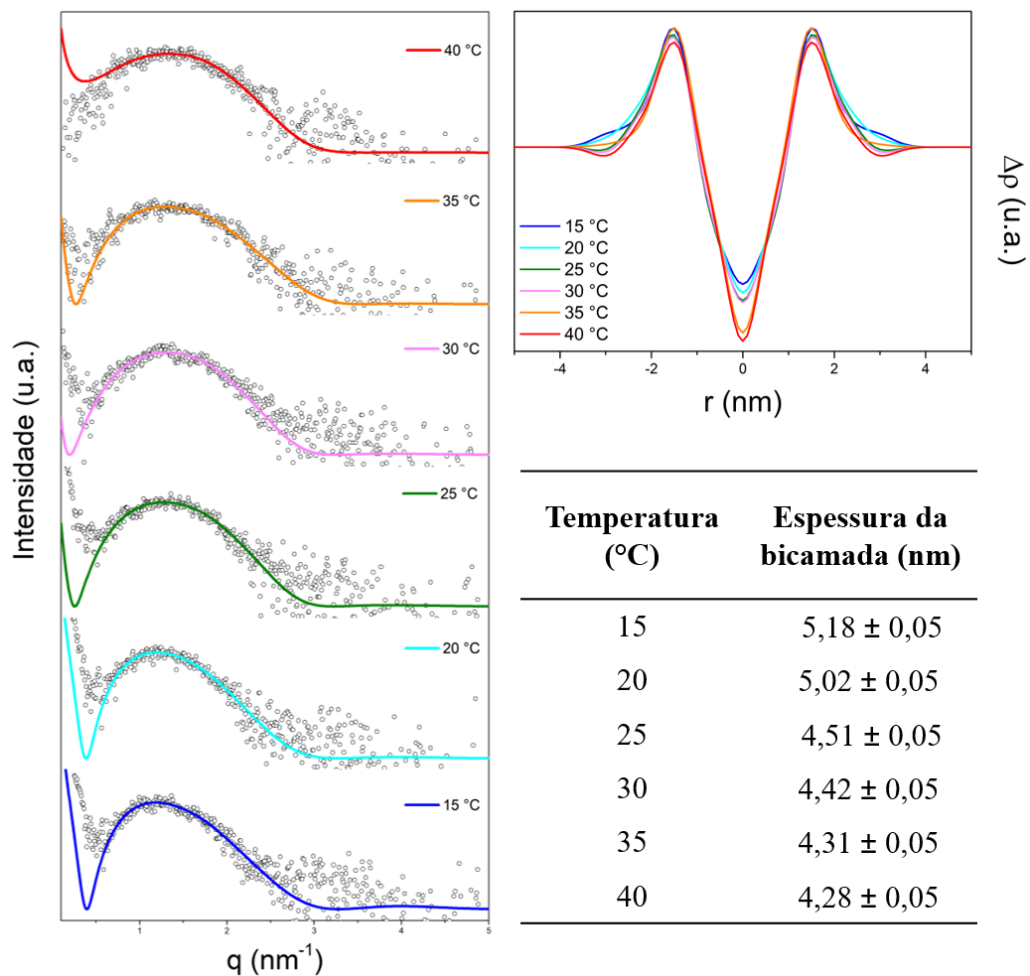 Intensidade (u.a.)
40 °C
35 °C
30 °C
25 °C
20 °C
15 °C
1 2 3 4 5
q (nm⁻¹)
15 °C
20 °C
25 °C
30 °C
35 °C
40 °C
-4 -2 0 2 4
r (nm)
Δρ (u.a.)
Temperatura Espessura da
(°C) bicamada (nm)
15 5,18 ± 0,05
20 5,02 ± 0,05
25 4,51 ± 0,05
30 4,42 ± 0,05
35 4,31 ± 0,05
40 4,28 ± 0,05